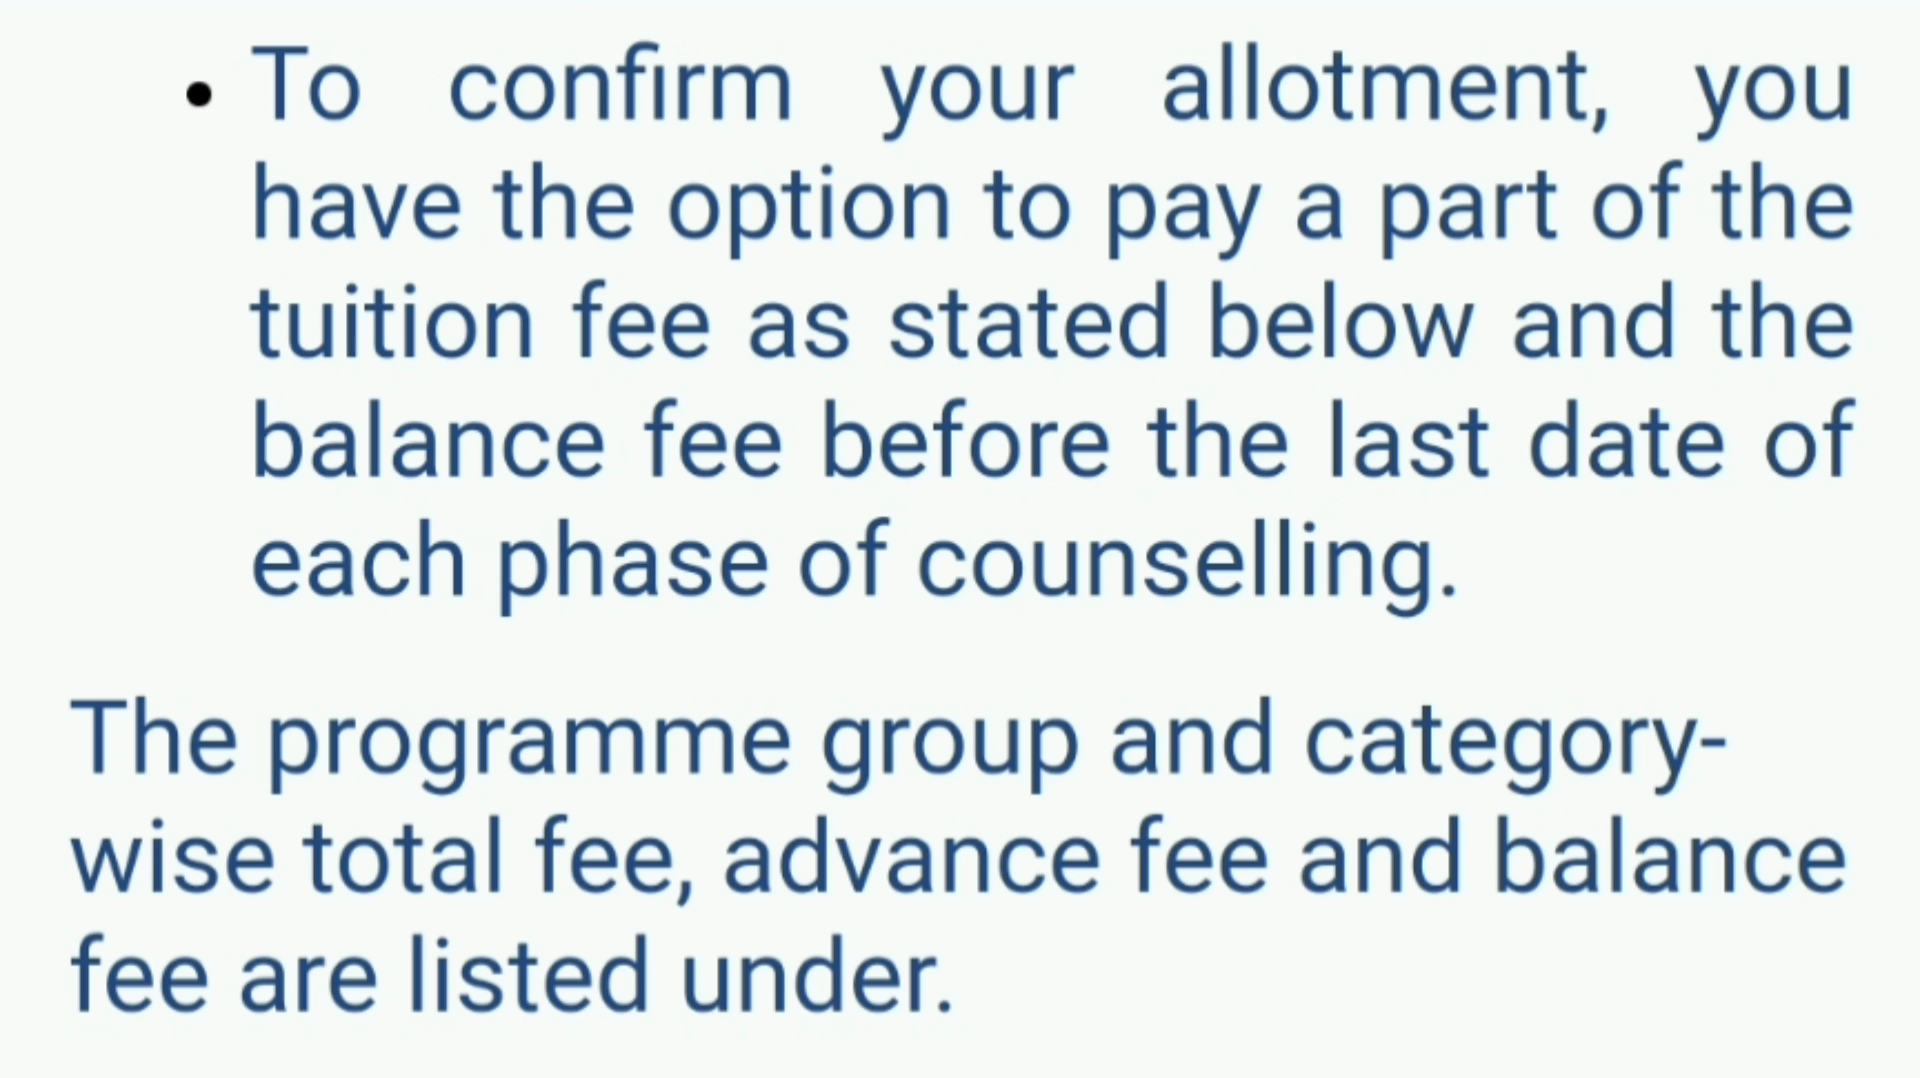 • To confirm your allotment, you
have the option to pay a part of the
tuition fee as stated below and the
balance fee before the last date of
each phase of counselling.
The programme group and category-
wise total fee, advance fee and balance
fee are listed under.